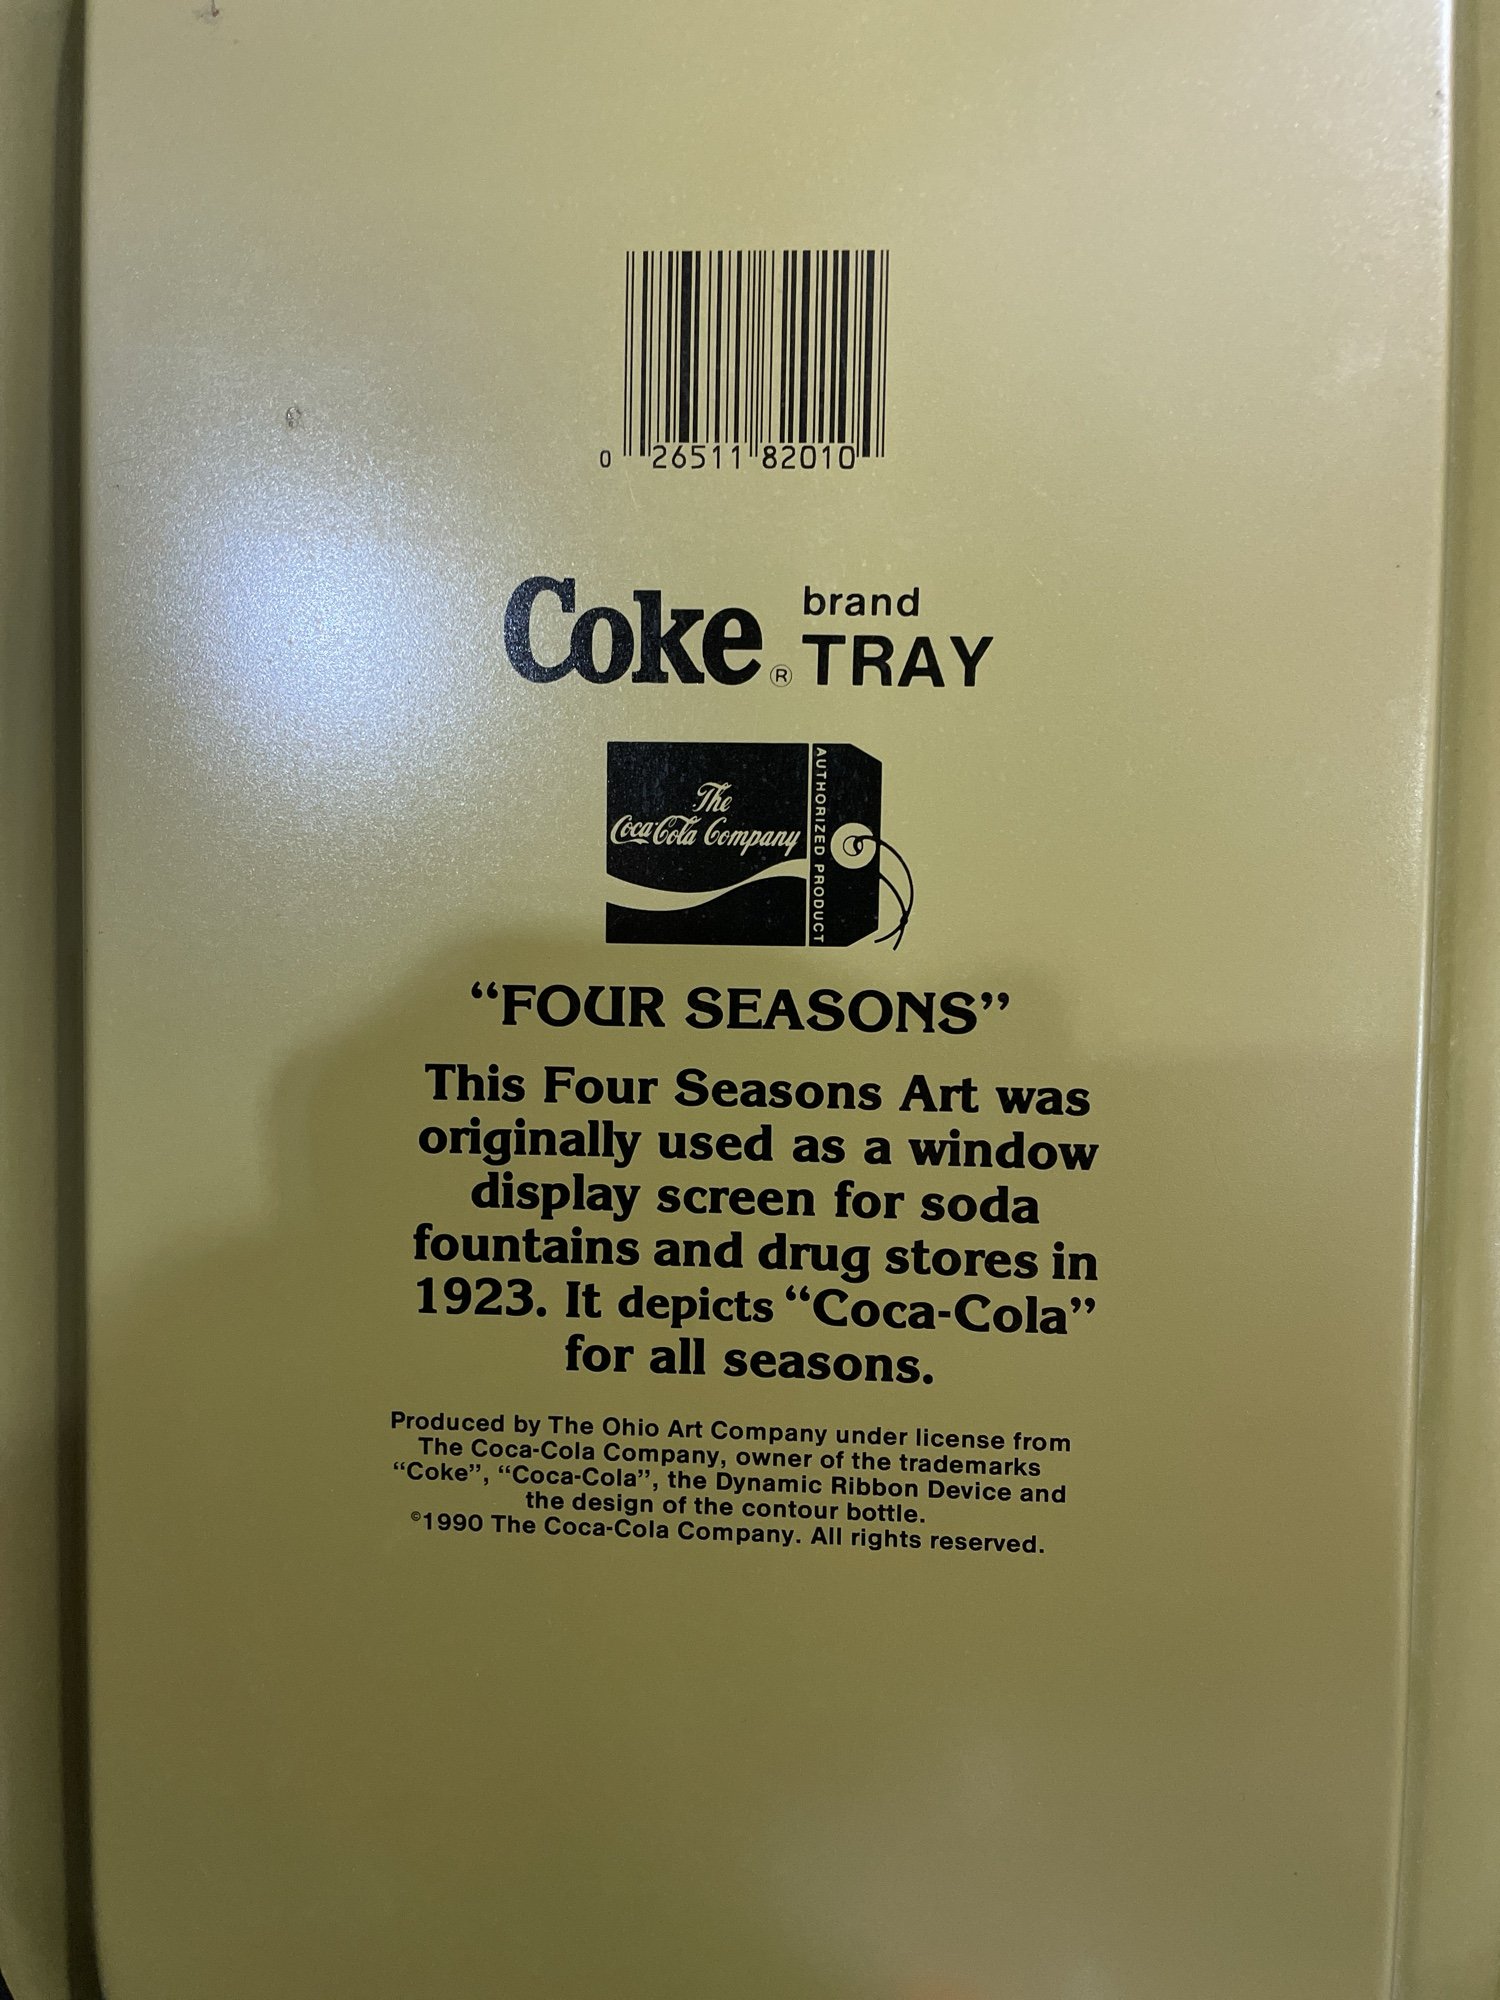 0 26511 82010
Coke® brand TRAY
The
Coca-Cola Company
AUTHORIZED PRODUCT
“FOUR SEASONS”
This Four Seasons Art was
originally used as a window
display screen for soda
fountains and drug stores in
1923. It depicts “Coca-Cola”
for all seasons.
Produced by The Ohio Art Company under license from
The Coca-Cola Company, owner of the trademarks
“Coke”, “Coca-Cola”, the Dynamic Ribbon Device and
the design of the contour bottle.
©1990 The Coca-Cola Company. All rights reserved.